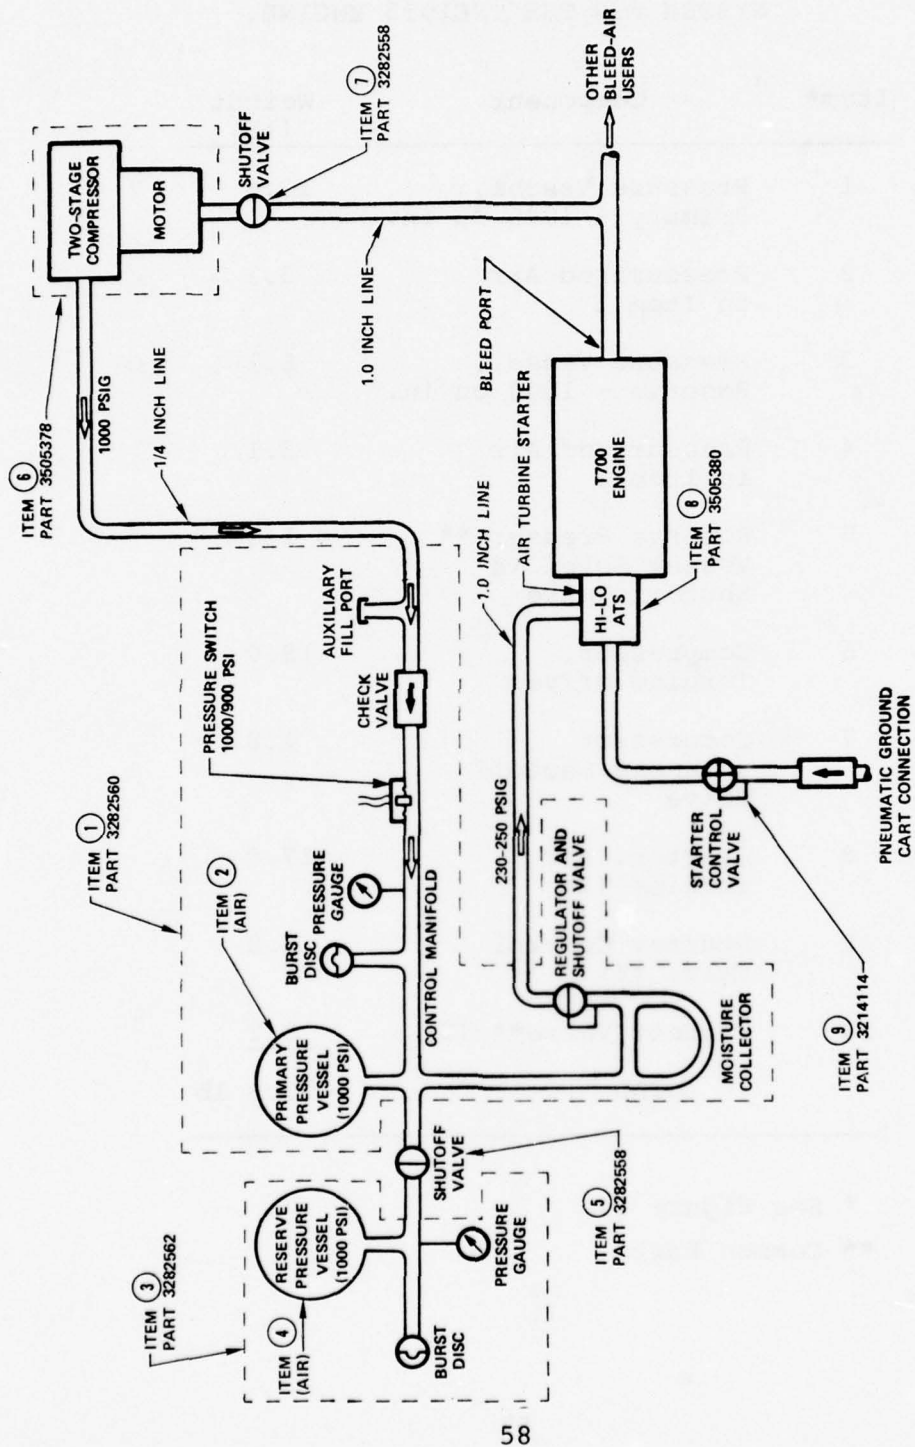 ITEM 3
PART 3282562
ITEM 4
(AIR)
RESERVE
PRESSURE
VESSEL
(1000 PSI)
BURST
DISC
PRESSURE
GAUGE
SHUTOFF
VALVE
ITEM 5
PART 3282558
ITEM 1
PART 3282560
ITEM 2
(AIR)
PRIMARY
PRESSURE
VESSEL
(1000 PSI)
BURST
DISC
PRESSURE
GAUGE
CONTROL MANIFOLD
PRESSURE SWITCH
1000/900 PSI
CHECK
VALVE
AUXILIARY
FILL PORT
MOISTURE
COLLECTOR
REGULATOR AND
SHUTOFF VALVE
230-250 PSIG
1.0 INCH LINE
AIR TURBINE STARTER
ITEM 6
PART 3505378
1000 PSIG
1/4 INCH LINE
TWO-STAGE
COMPRESSOR
MOTOR
SHUTOFF
VALVE
ITEM 7
PART 3282558
1.0 INCH LINE
BLEED PORT
OTHER
BLEED-AIR
USERS
T700
ENGINE
HI-LO
ATS
ITEM 8
PART 3505380
STARTER
CONTROL
VALVE
ITEM 9
PART 3214114
PNEUMATIC GROUND
CART CONNECTION
58